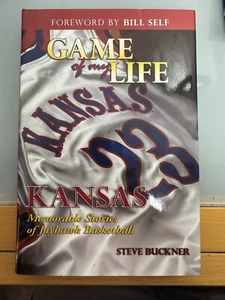 FOREWORD BY BILL SELF
GAME
of my
LIFE
KANSAS
23
KANSAS
Memorable Stories
of Jayhawk Basketball
STEVE BUCKNER